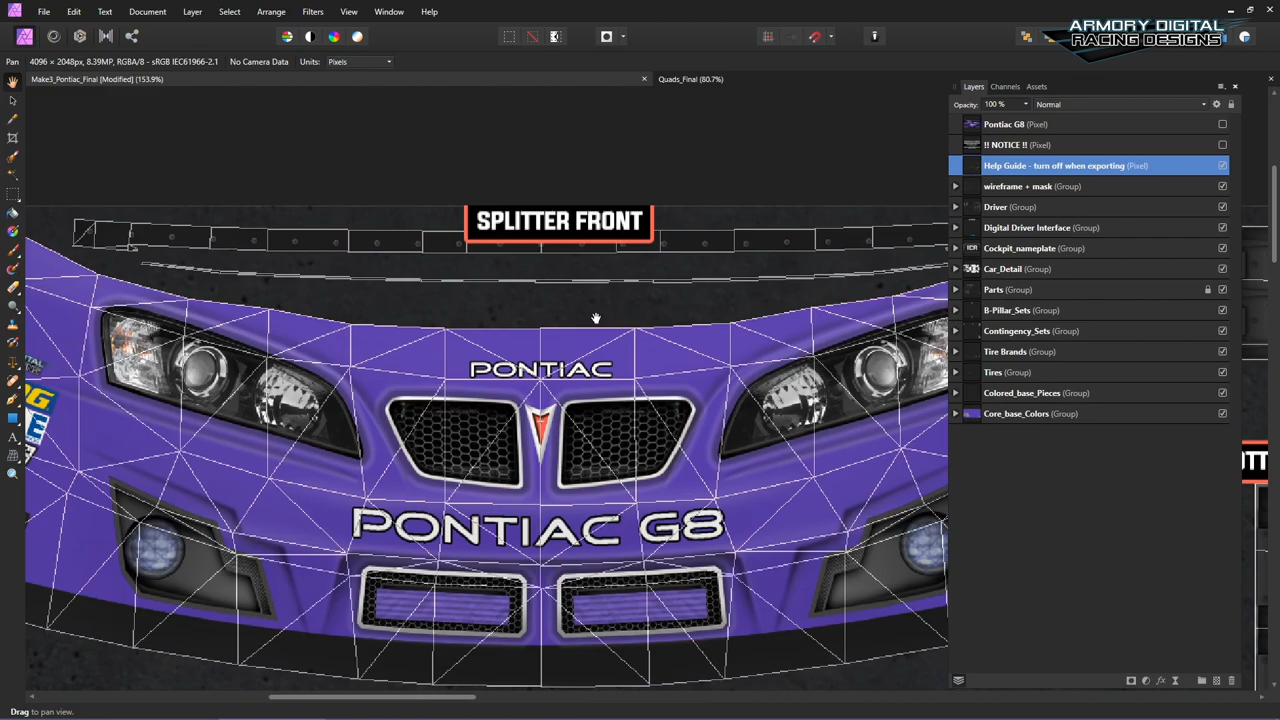 File Edit Text Document Layer Select Arrange Filters View Window Help
ARMORY DIGITAL
RACING DESIGNS
Pan 4096 × 2048px, 8.39MP, RGBA/8 - sRGB IEC61966-2.1 No Camera Data Units: Pixels
Make3_Pontiac_Final [Modified] (153.9%) Quads_Final (80.7%)
Layers Channels Assets
Opacity: 100 % Normal
Pontiac G8 (Pixel)
!! NOTICE !! (Pixel)
Help Guide - turn off when exporting (Pixel)
wireframe + mask (Group)
Driver (Group)
Digital Driver Interface (Group)
Cockpit_nameplate (Group)
Car_Detail (Group)
Parts (Group)
B-Pillar_Sets (Group)
Contingency_Sets (Group)
Tire Brands (Group)
Tires (Group)
Colored_base_Pieces (Group)
Core_base_Colors (Group)
SPLITTER FRONT
PONTIAC
PONTIAC G8
Drag to pan view.